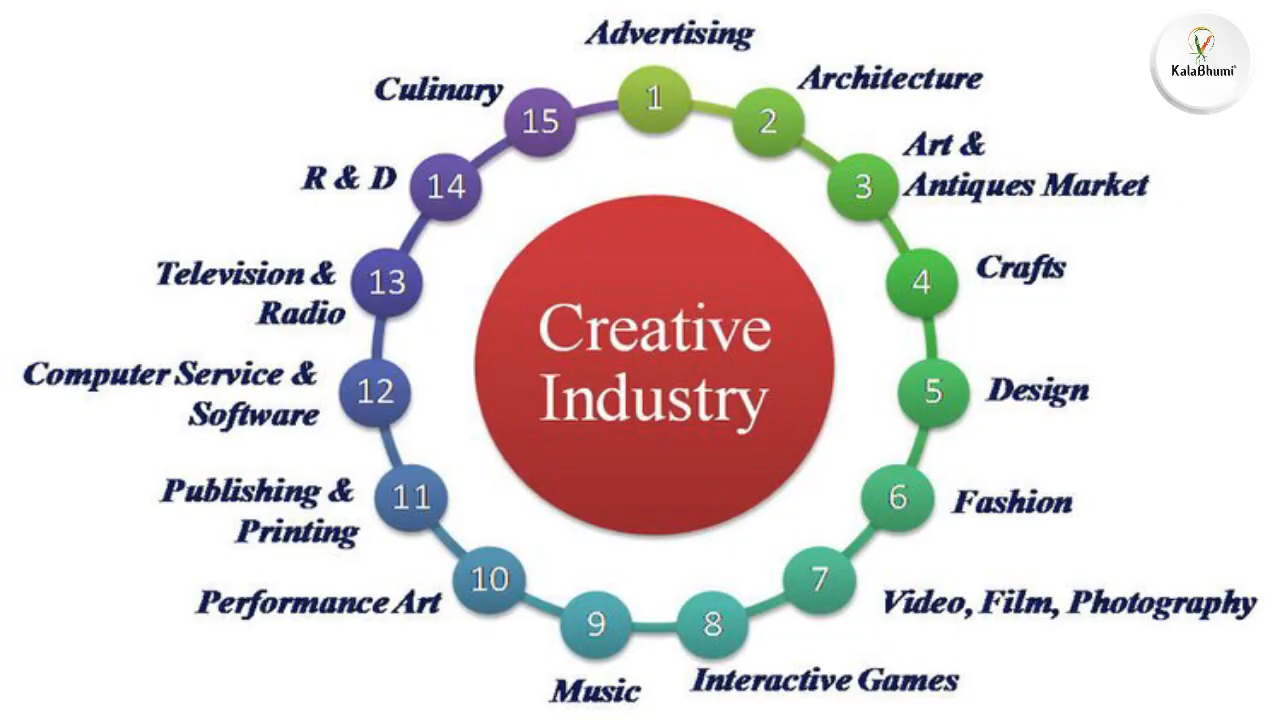 Advertising
Architecture
Art &
Antiques Market
Crafts
Design
Fashion
Video, Film, Photography
Interactive Games
Music
Performance Art
Publishing &
Printing
Computer Service &
Software
Television &
Radio
R & D
Culinary
1
2
3
4
5
6
7
8
9
10
11
12
13
14
15
Creative
Industry
KalaBhumi